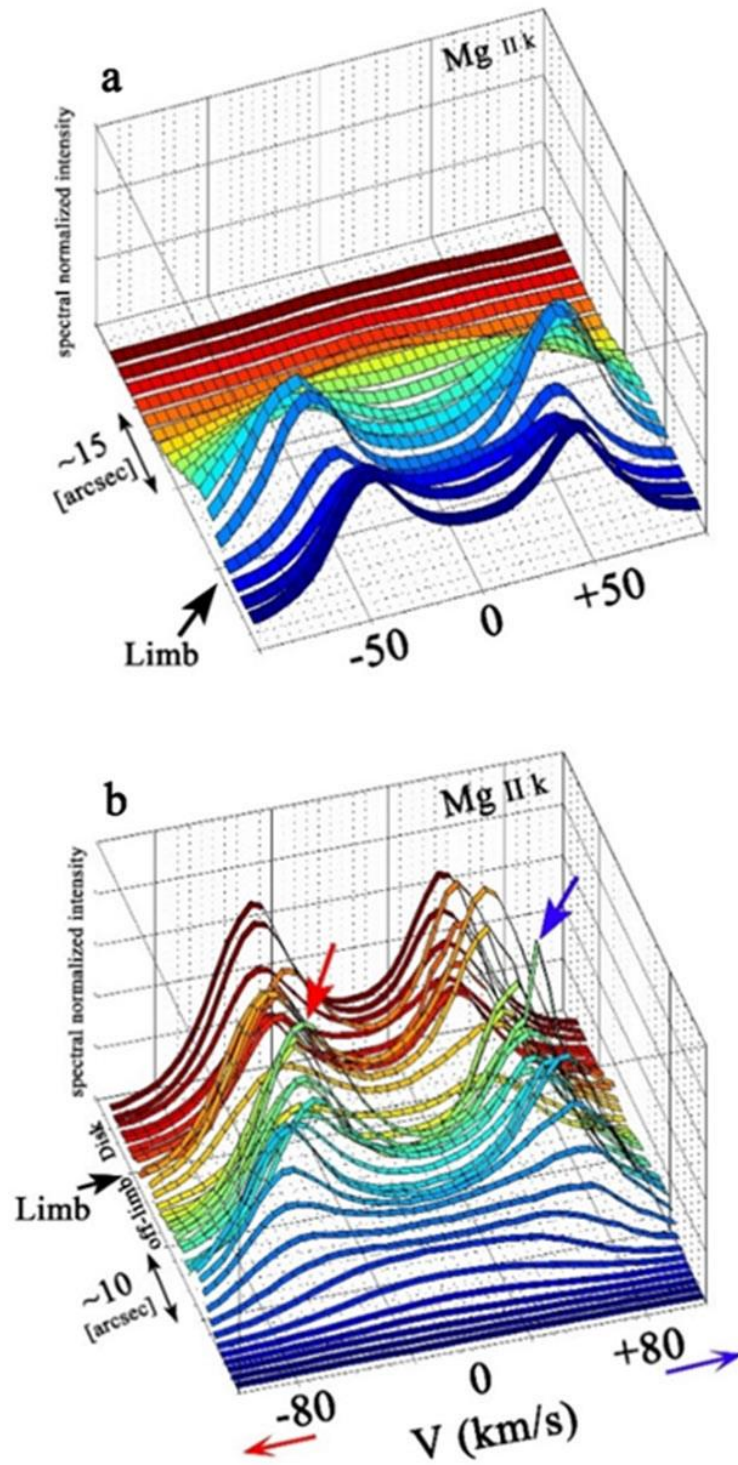 a
Mg II k
spectral normalized intensity
~15
[arcsec]
Limb
-50
0
+50
b
Mg II k
spectral normalized intensity
Disk
Limb
off-limb
~10
[arcsec]
-80
0
+80
V (km/s)